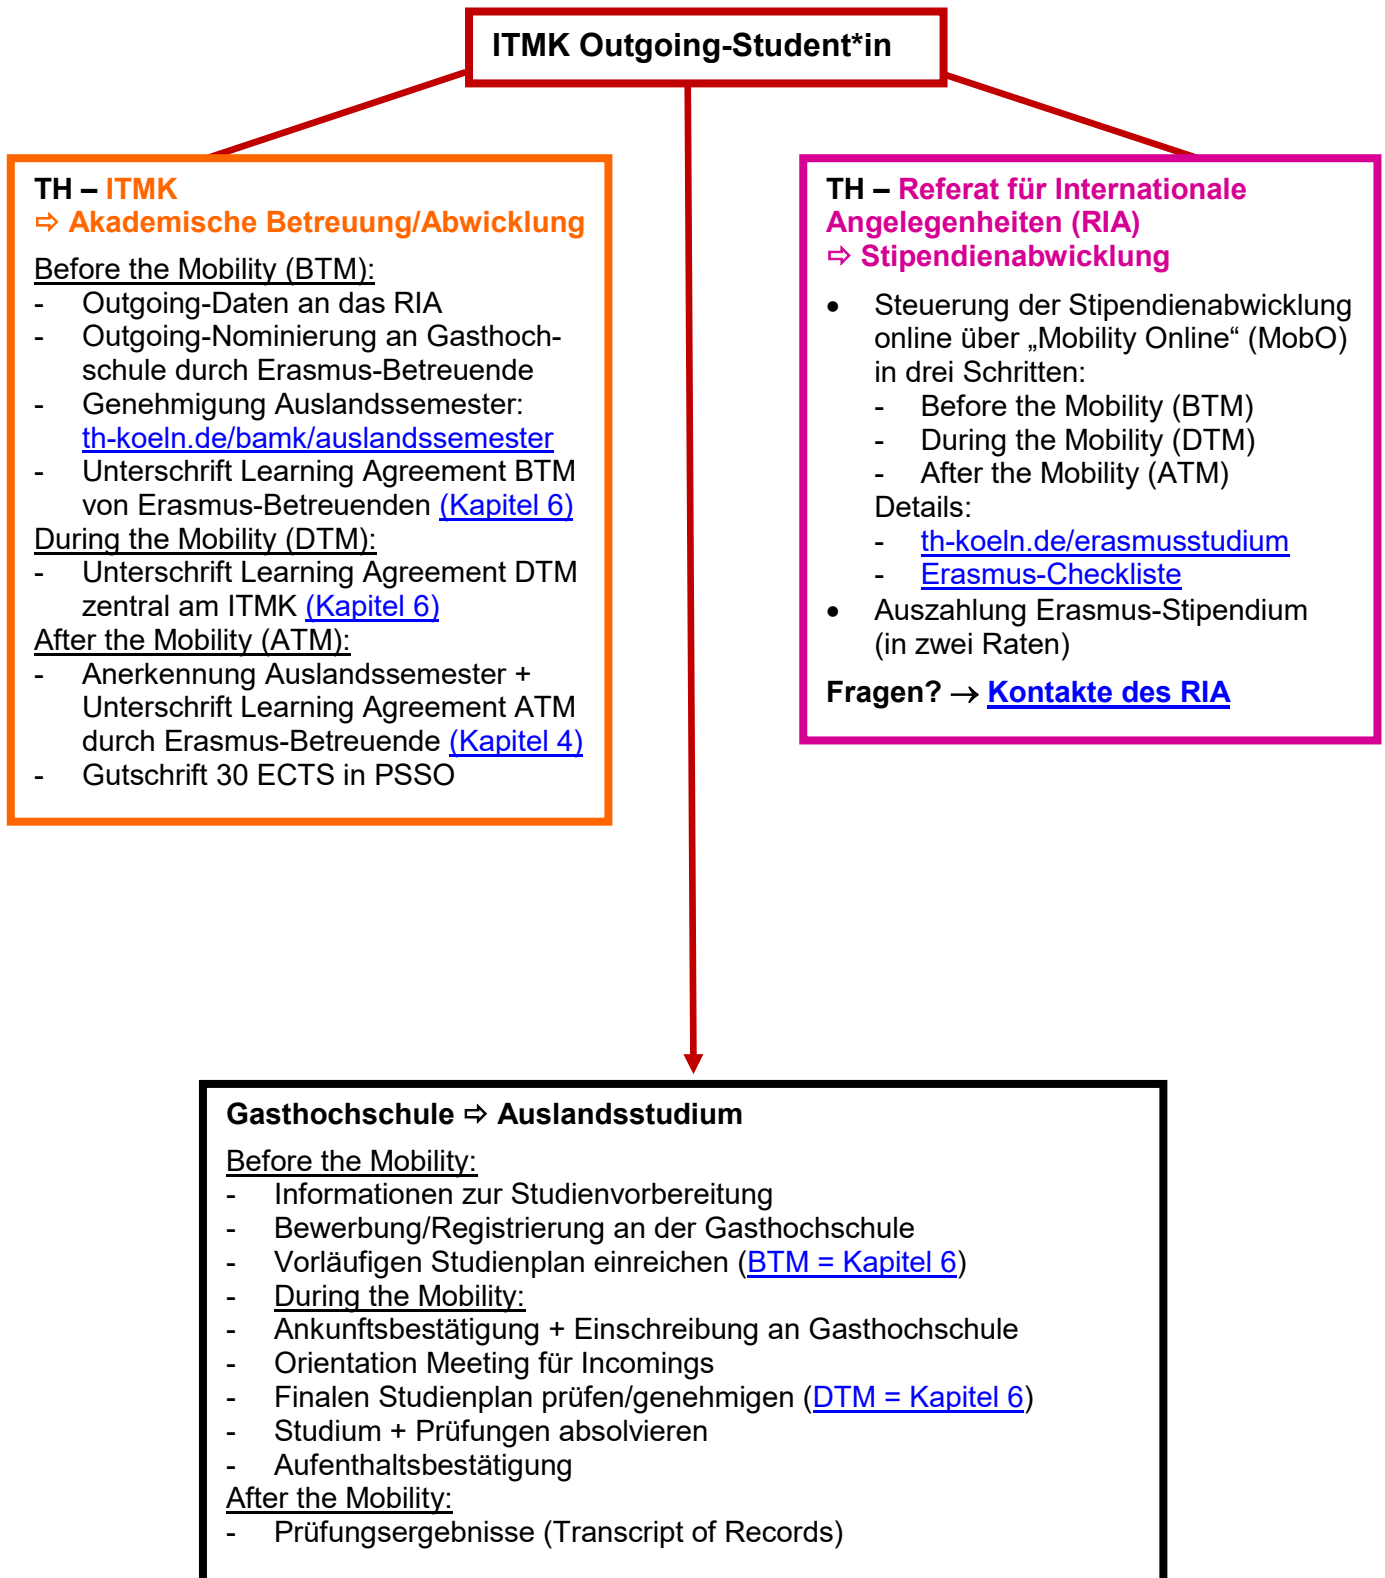 ITMK Outgoing-Student*in
TH – ITMK
⇨ Akademische Betreuung/Abwicklung
Before the Mobility (BTM):
- Outgoing-Daten an das RIA
- Outgoing-Nominierung an Gasthoch-
schule durch Erasmus-Betreuende
- Genehmigung Auslandssemester:
th-koeln.de/bamk/auslandssemester
- Unterschrift Learning Agreement BTM
von Erasmus-Betreuenden (Kapitel 6)
During the Mobility (DTM):
- Unterschrift Learning Agreement DTM
zentral am ITMK (Kapitel 6)
After the Mobility (ATM):
- Anerkennung Auslandssemester +
Unterschrift Learning Agreement ATM
durch Erasmus-Betreuende (Kapitel 4)
- Gutschrift 30 ECTS in PSSO
TH – Referat für Internationale
Angelegenheiten (RIA)
⇨ Stipendienabwicklung
• Steuerung der Stipendienabwicklung
online über „Mobility Online“ (MobO)
in drei Schritten:
- Before the Mobility (BTM)
- During the Mobility (DTM)
- After the Mobility (ATM)
Details:
- th-koeln.de/erasmusstudium
- Erasmus-Checkliste
• Auszahlung Erasmus-Stipendium
(in zwei Raten)
Fragen? → Kontakte des RIA
Gasthochschule ⇨ Auslandsstudium
Before the Mobility:
- Informationen zur Studienvorbereitung
- Bewerbung/Registrierung an der Gasthochschule
- Vorläufigen Studienplan einreichen (BTM = Kapitel 6)
- During the Mobility:
- Ankunftsbestätigung + Einschreibung an Gasthochschule
- Orientation Meeting für Incomings
- Finalen Studienplan prüfen/genehmigen (DTM = Kapitel 6)
- Studium + Prüfungen absolvieren
- Aufenthaltsbestätigung
After the Mobility:
- Prüfungsergebnisse (Transcript of Records)